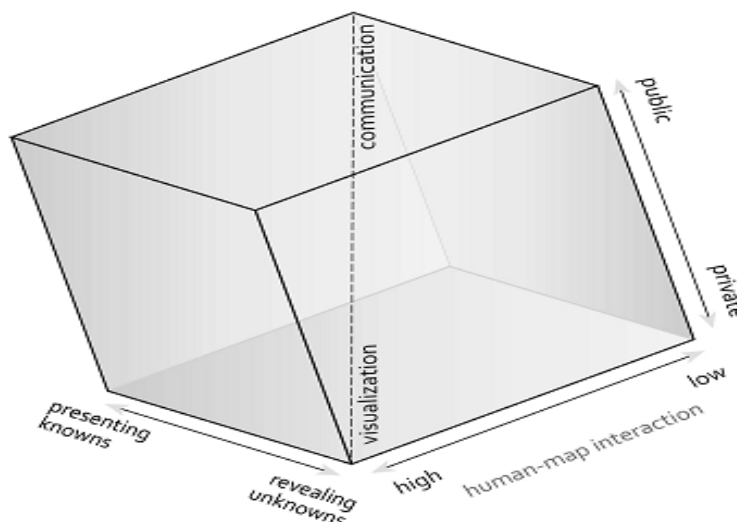 communication
public
private
visualization
low
presenting
knowns
human-map interaction
high
revealing
unknowns